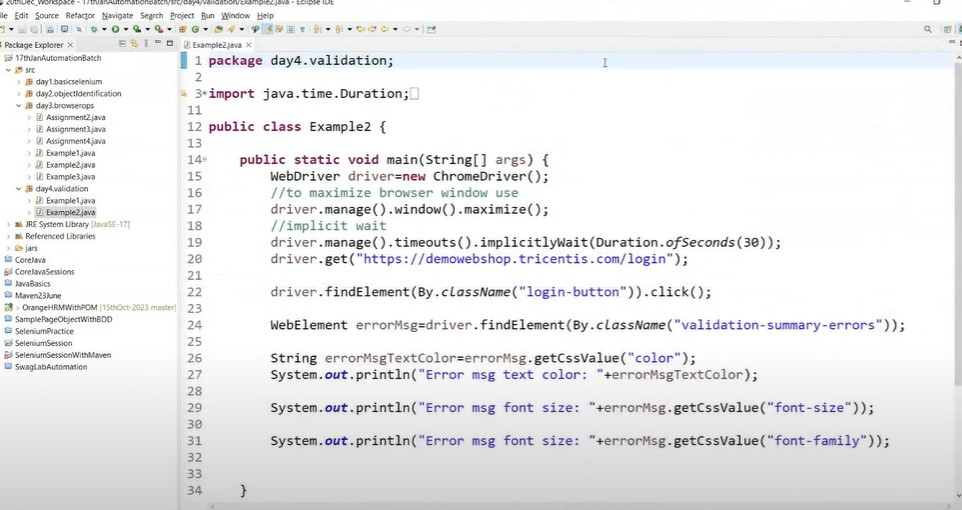 20thDec_Workspace - 17thJanAutomationBatch/src/day4/validation/Example2.java - Eclipse IDE
Edit Source Refactor Navigate Search Project Run Window Help
Package Explorer
17thJanAutomationBatch
src
day1.basicselenium
day2.objectIdentification
day3.browserops
Assignment2.java
Assignment3.java
Assignment4.java
Example1.java
Example2.java
Example3.java
day4.validation
Example1.java
Example2.java
JRE System Library [JavaSE-17]
Referenced Libraries
jars
CoreJava
CoreJavaSessions
JavaBasics
Maven23June
> OrangeHRMWithPOM [15thOct-2023 master]
SamplePageObjectWithBDD
SeleniumPractice
SeleniumSession
SeleniumSessionWithMaven
SwagLabAutomation
Example2.java
1 package day4.validation;
2
3 import java.time.Duration;
11
12 public class Example2 {
13
14 public static void main(String[] args) {
15 WebDriver driver=new ChromeDriver();
16 //to maximize browser window use
17 driver.manage().window().maximize();
18 //implicit wait
19 driver.manage().timeouts().implicitlyWait(Duration.ofSeconds(30));
20 driver.get("https://demowebshop.tricentis.com/login");
21
22 driver.findElement(By.className("login-button")).click();
23
24 WebElement errorMsg=driver.findElement(By.className("validation-summary-errors"));
25
26 String errorMsgTextColor=errorMsg.getCssValue("color");
27 System.out.println("Error msg text color: "+errorMsgTextColor);
28
29 System.out.println("Error msg font size: "+errorMsg.getCssValue("font-size"));
30
31 System.out.println("Error msg font size: "+errorMsg.getCssValue("font-family"));
32
33
34 }